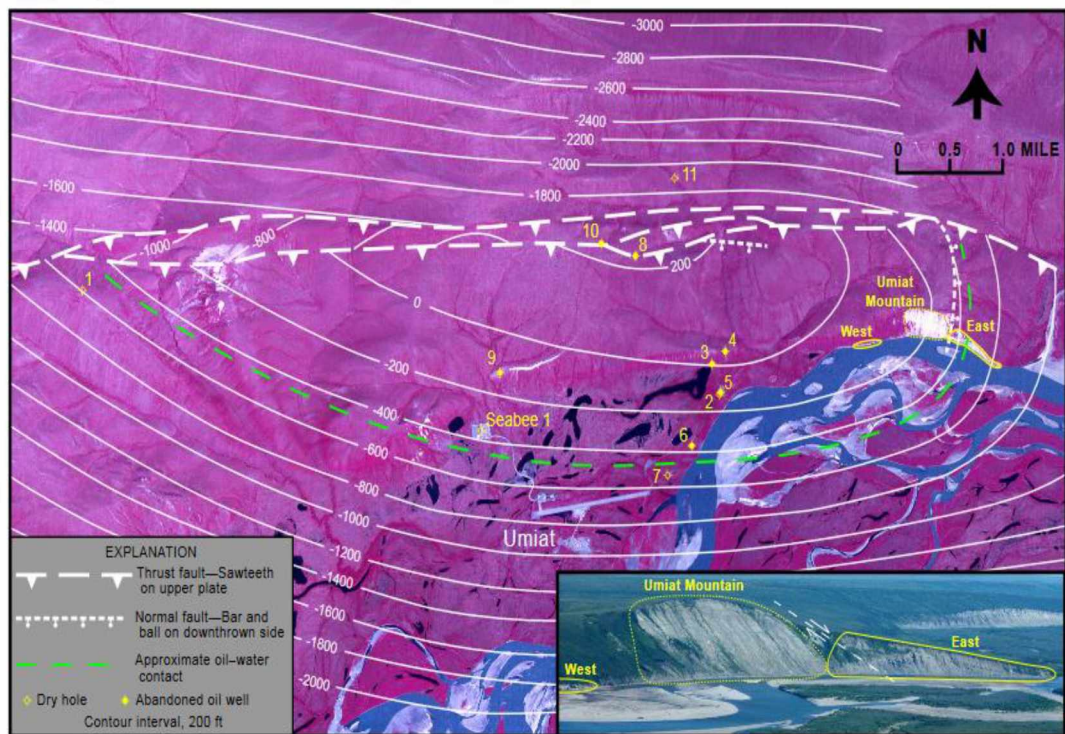 -3000
-2800
N
-2600
-2400
-2200
0 0.5 1.0 MILE
-2000
11
-1600
-1800
-1400
10
8
-1000
-800
200
1
0
Umiat
Mountain
East
West
4
3
9
-200
5
2
-400
Seabee 1
6
-600
7
-800
-1000
Umiat
-1200
-1400
-1600
-1800
-2000
EXPLANATION
Thrust fault—Sawteeth
on upper plate
Normal fault—Bar and
ball on downthrown side
Approximate oil–water
contact
Dry hole Abandoned oil well
Contour interval, 200 ft
Umiat Mountain
East
West